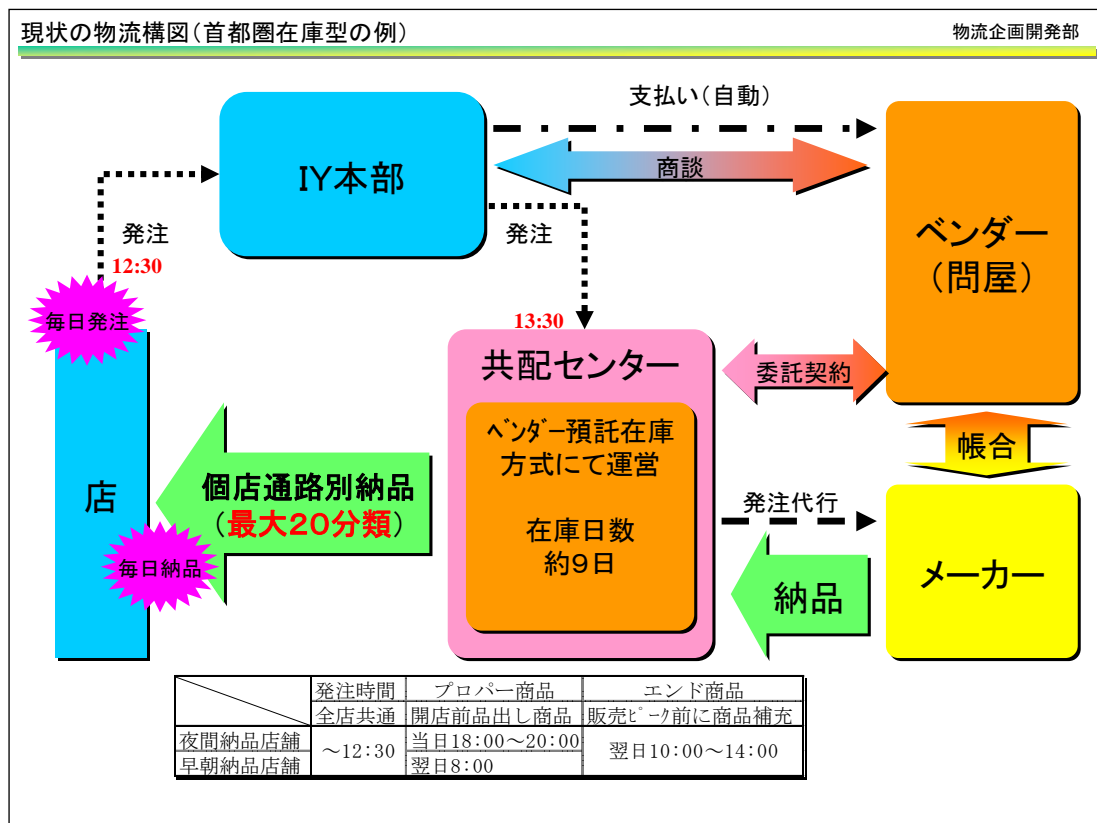 現状の物流構図(首都圏在庫型の例)
物流企画開発部
支払い(自動)
IY本部
商談
ベンダー
(問屋)
発注
12:30
発注
13:30
毎日発注
共配センター
委託契約
ベンダー預託在庫
方式にて運営
在庫日数
約9日
帳合
店
個店通路別納品
(最大20分類)
毎日納品
発注代行
納品
メーカー
発注時間 プロパー商品 エンド商品
全店共通 開店前品出し商品 販売ピーク前に商品補充
夜間納品店舗 ~12:30 当日18:00~20:00 翌日10:00~14:00
早朝納品店舗 翌日8:00